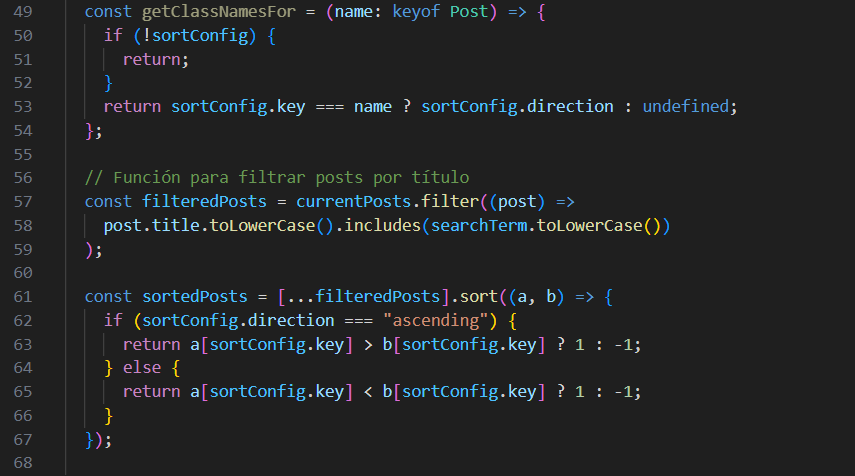 49 const getClassNamesFor = (name: keyof Post) => {
50 if (!sortConfig) {
51 return;
52 }
53 return sortConfig.key === name ? sortConfig.direction : undefined;
54 };
55
56 // Función para filtrar posts por título
57 const filteredPosts = currentPosts.filter((post) =>
58 post.title.toLowerCase().includes(searchTerm.toLowerCase())
59 );
60
61 const sortedPosts = [...filteredPosts].sort((a, b) => {
62 if (sortConfig.direction === "ascending") {
63 return a[sortConfig.key] > b[sortConfig.key] ? 1 : -1;
64 } else {
65 return a[sortConfig.key] < b[sortConfig.key] ? 1 : -1;
66 }
67 });
68